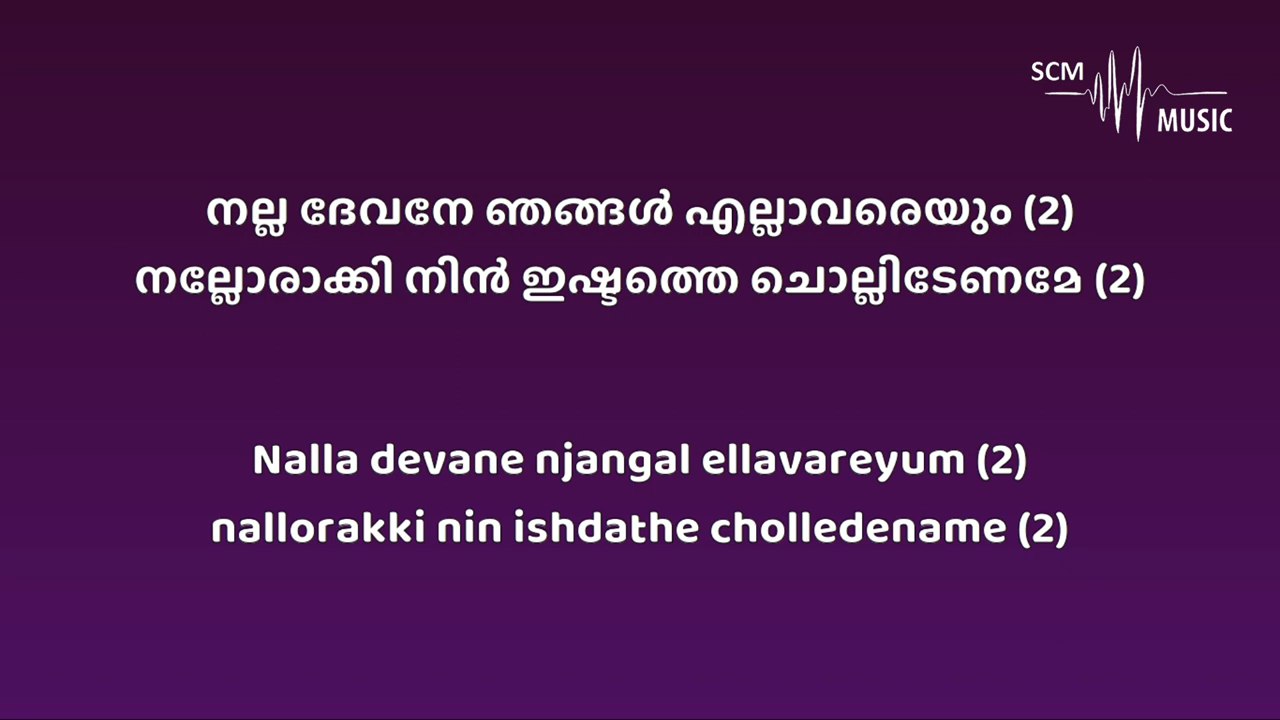 SCM
MUSIC
നല്ല ദേവനേ ഞങ്ങൾ എല്ലാവരെയും (2)
നല്ലോരാക്കി നിൻ ഇഷ്ടത്തെ ചൊല്ലിടേണമേ (2)
Nalla devane njangal ellavareyum (2)
nallorakki nin ishdathe cholledename (2)